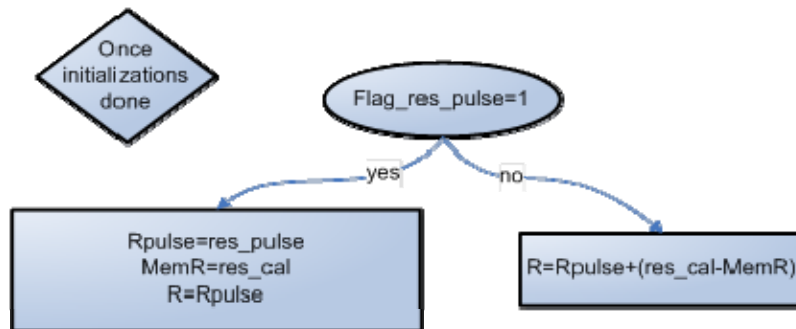 Once
initializations
done
Flag_res_pulse=1
yes
no
Rpulse=res_pulse
MemR=res_cal
R=Rpulse
R=Rpulse+(res_cal-MemR)